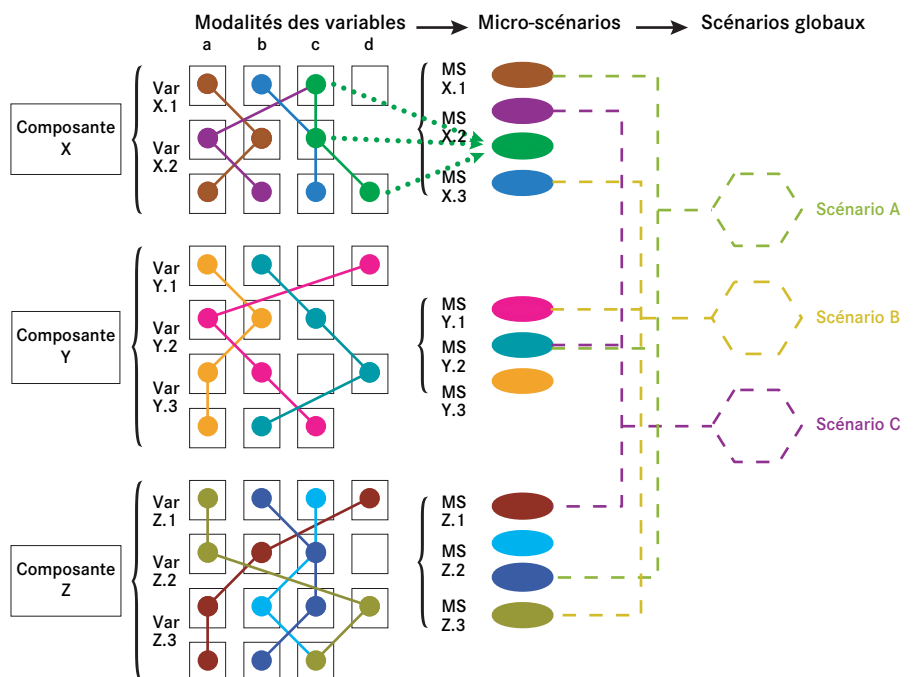 Modalités des variables
Micro-scénarios
Scénarios globaux
a b c d
Composante
X
Var
X.1
Var
X.2
MS
X.1
MS
X.2
MS
X.3
Scénario A
Composante
Y
Var
Y.1
Var
Y.2
Var
Y.3
MS
Y.1
MS
Y.2
MS
Y.3
Scénario B
Scénario C
Composante
Z
Var
Z.1
Var
Z.2
Var
Z.3
MS
Z.1
MS
Z.2
MS
Z.3